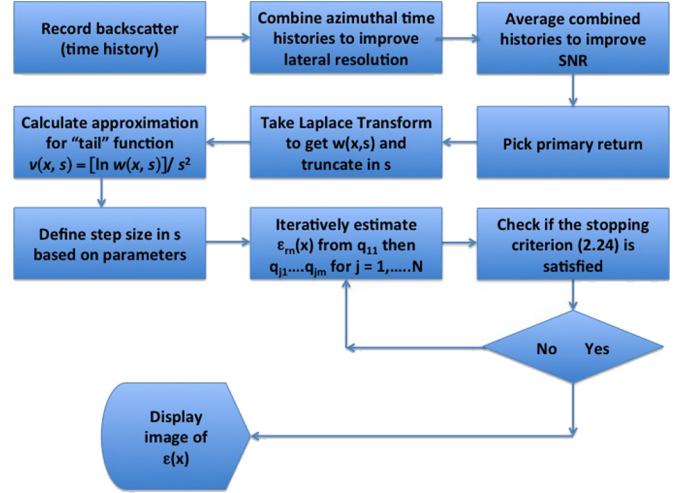 Record backscatter
(time history)
Combine azimuthal time
histories to improve
lateral resolution
Average combined
histories to improve
SNR
Pick primary return
Take Laplace Transform
to get w(x,s) and
truncate in s
Calculate approximation
for “tail” function
v(x, s) = [ln w(x, s)]/ s²
Define step size in s
based on parameters
Iteratively estimate
εrn(x) from q11 then
qj1....qjm for j = 1,.....N
Check if the stopping
criterion (2.24) is
satisfied
No Yes
Display
image of
ε(x)